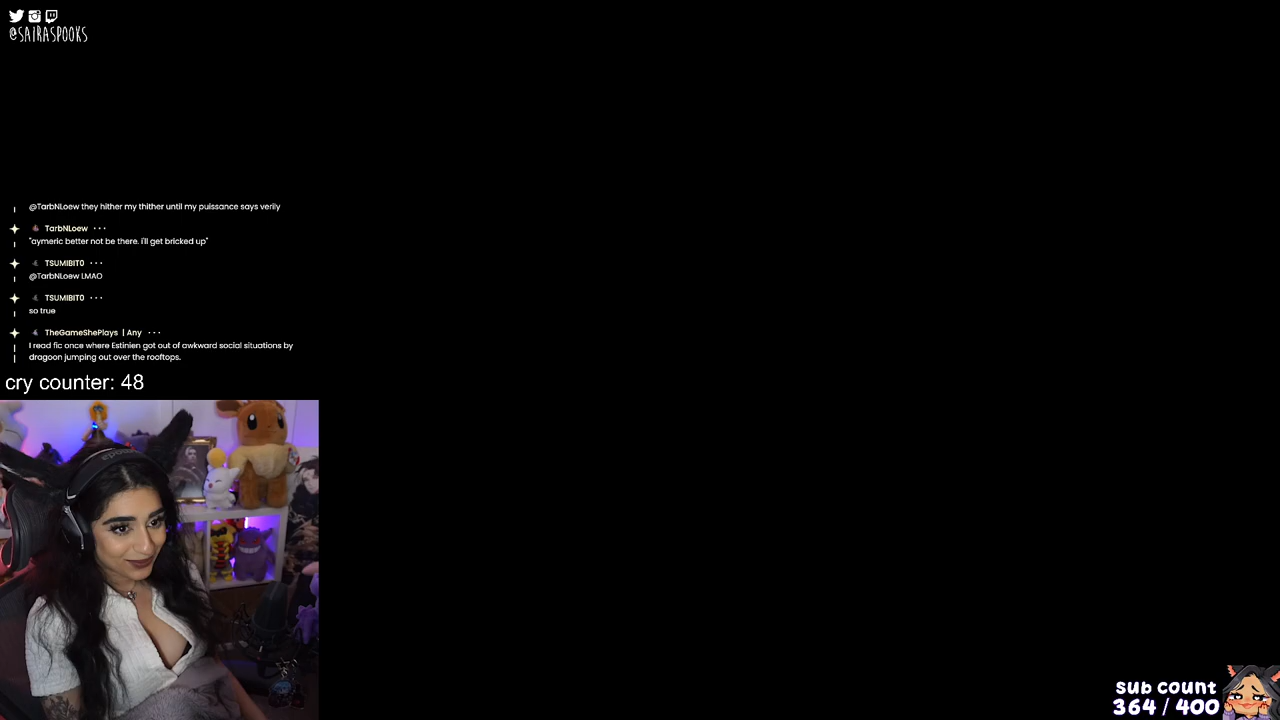 @SAIRASPOOKS
@TarbNLoew they hither my thither until my puissance says verily
TarbNLoew
"aymeric better not be there. i'll get bricked up"
TSUMIBIT0
@TarbNLoew LMAO
TSUMIBIT0
so true
TheGameShePlays | Any
I read fic once where Estinien got out of awkward social situations by
dragoon jumping out over the rooftops.
cry counter: 48
sub count
364 / 400